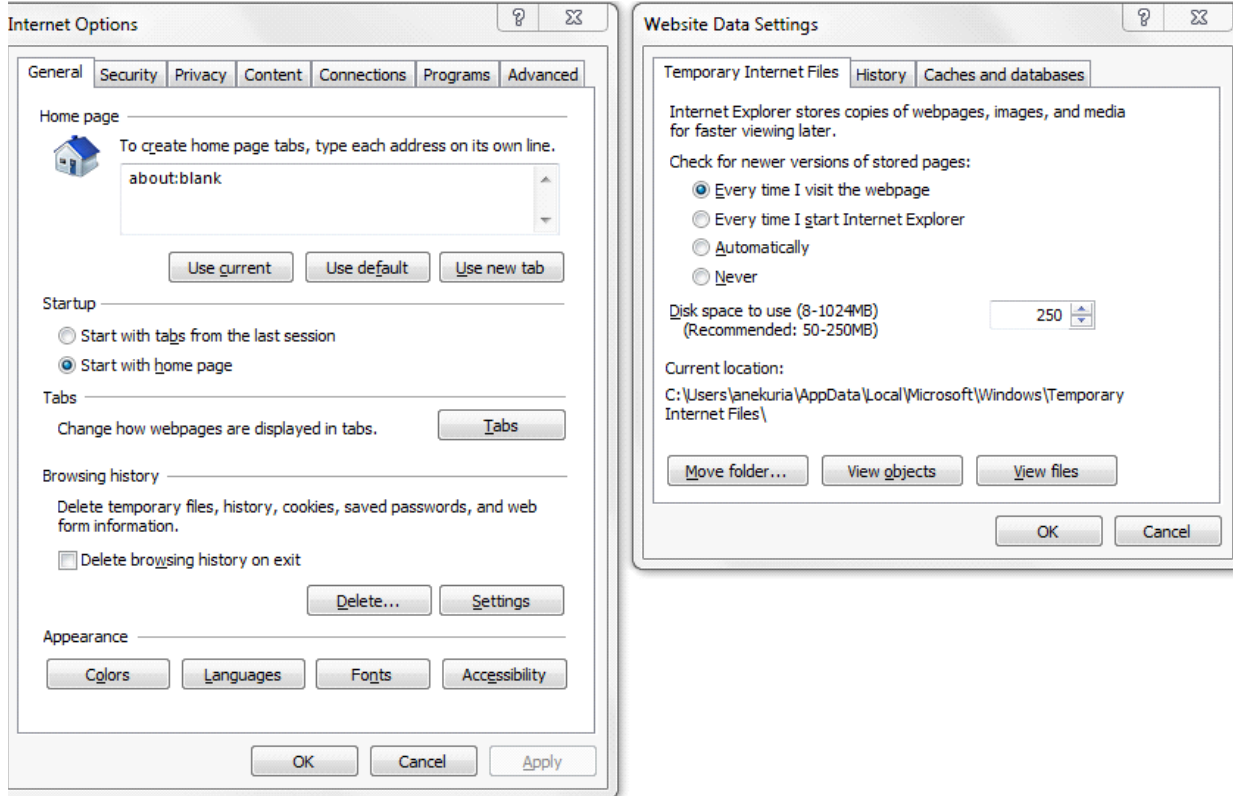 Internet Options
General Security Privacy Content Connections Programs Advanced
Home page
To create home page tabs, type each address on its own line.
about:blank
Use current Use default Use new tab
Startup
Start with tabs from the last session
Start with home page
Tabs
Change how webpages are displayed in tabs. Tabs
Browsing history
Delete temporary files, history, cookies, saved passwords, and web
form information.
Delete browsing history on exit
Delete... Settings
Appearance
Colors Languages Fonts Accessibility
OK Cancel Apply
Website Data Settings
Temporary Internet Files History Caches and databases
Internet Explorer stores copies of webpages, images, and media
for faster viewing later.
Check for newer versions of stored pages:
Every time I visit the webpage
Every time I start Internet Explorer
Automatically
Never
Disk space to use (8-1024MB) 250
(Recommended: 50-250MB)
Current location:
C:\Users\anekuria\AppData\Local\Microsoft\Windows\Temporary
Internet Files\
Move folder... View objects View files
OK Cancel